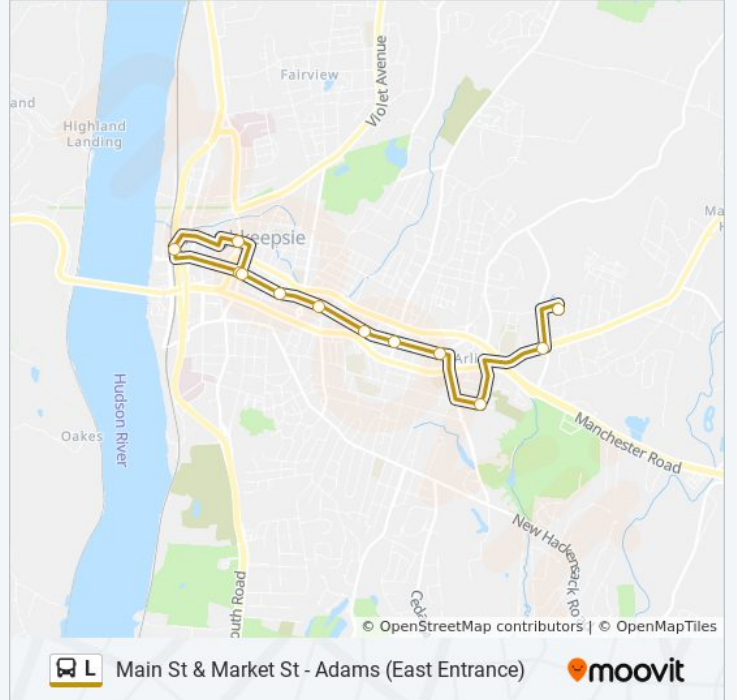 Fairview
Violet Avenue
and
Highland
Landing
Ma
H
keepsie
Arli
Hudson River
Oakes
Manchester Road
New Hackensack Ro
Ceda
outh Road
© OpenStreetMap contributors | © OpenMapTiles
L Main St & Market St - Adams (East Entrance) moovit